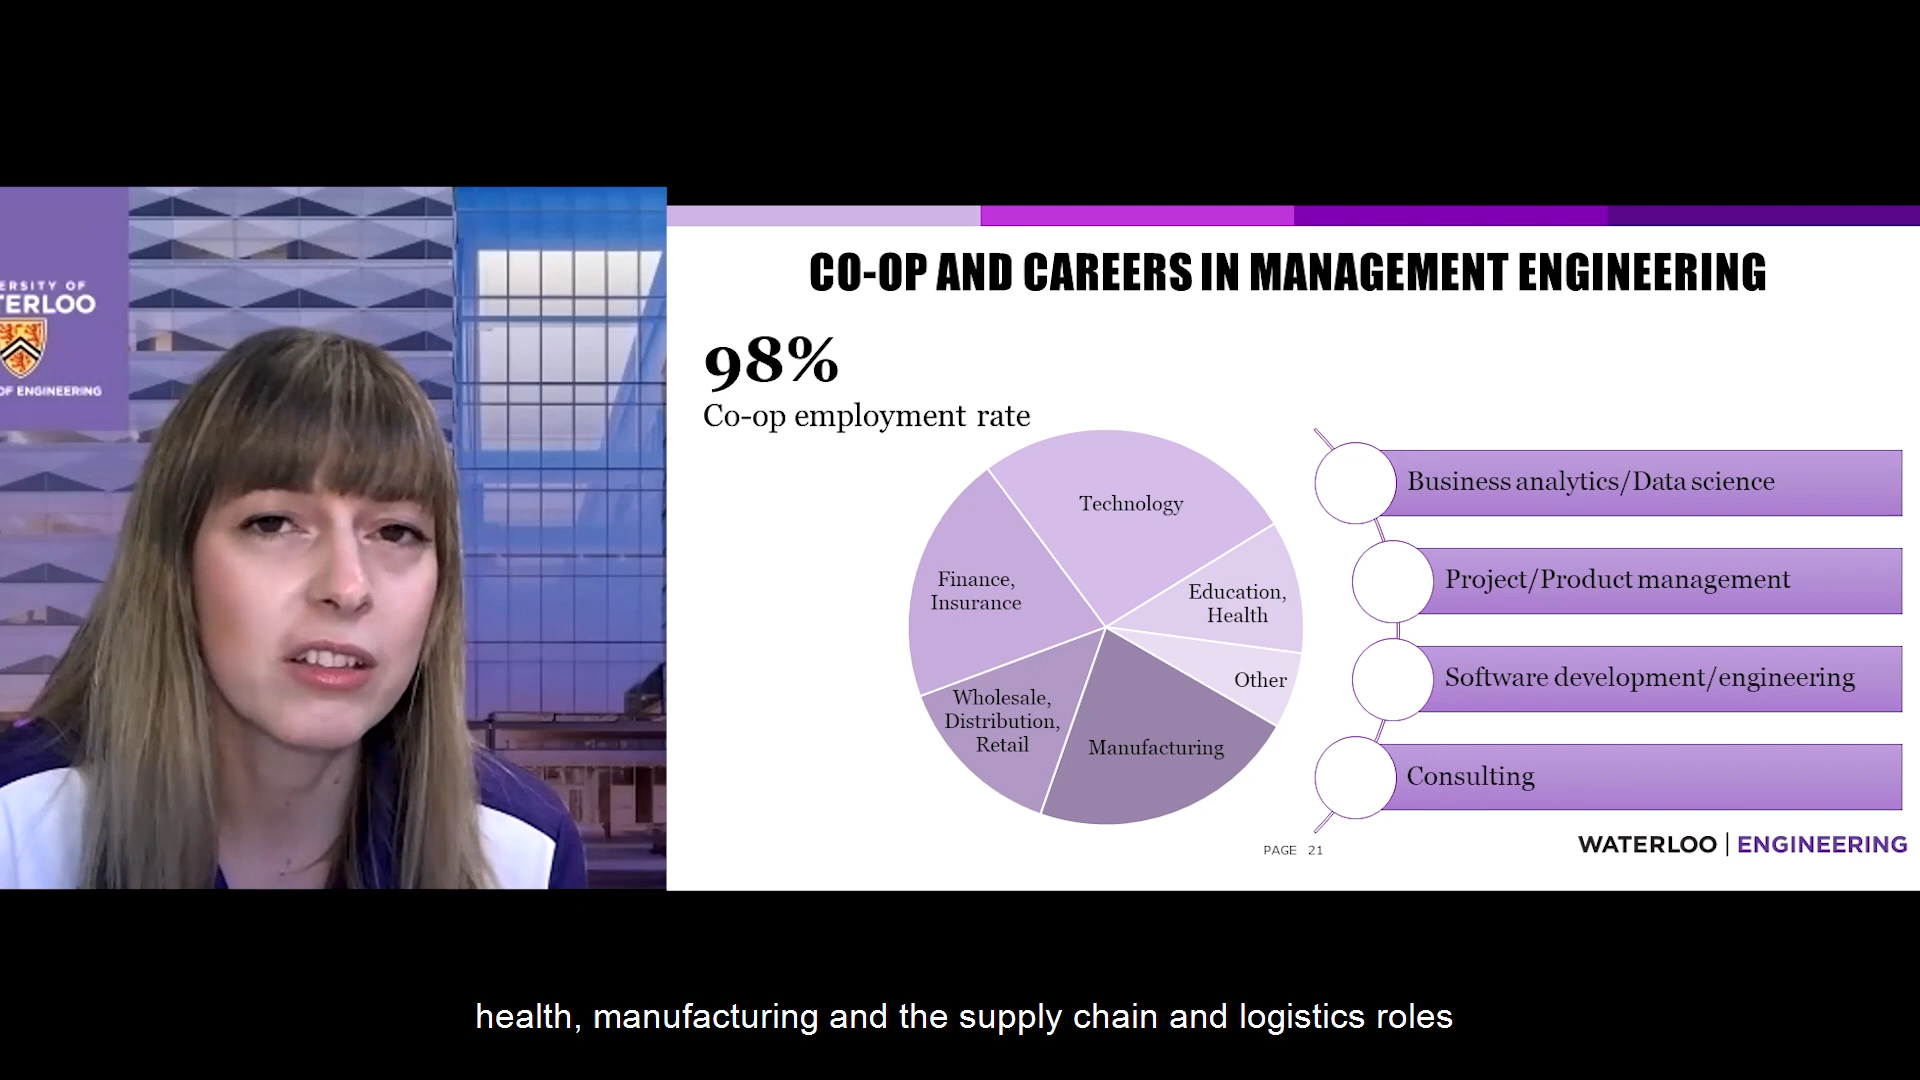 ERSITY OF
TERLOO
OF ENGINEERING
CO-OP AND CAREERS IN MANAGEMENT ENGINEERING
98%
Co-op employment rate
Technology
Finance,
Insurance
Education,
Health
Other
Wholesale,
Distribution,
Retail
Manufacturing
Business analytics/Data science
Project/Product management
Software development/engineering
Consulting
PAGE 21
WATERLOO | ENGINEERING
health, manufacturing and the supply chain and logistics roles